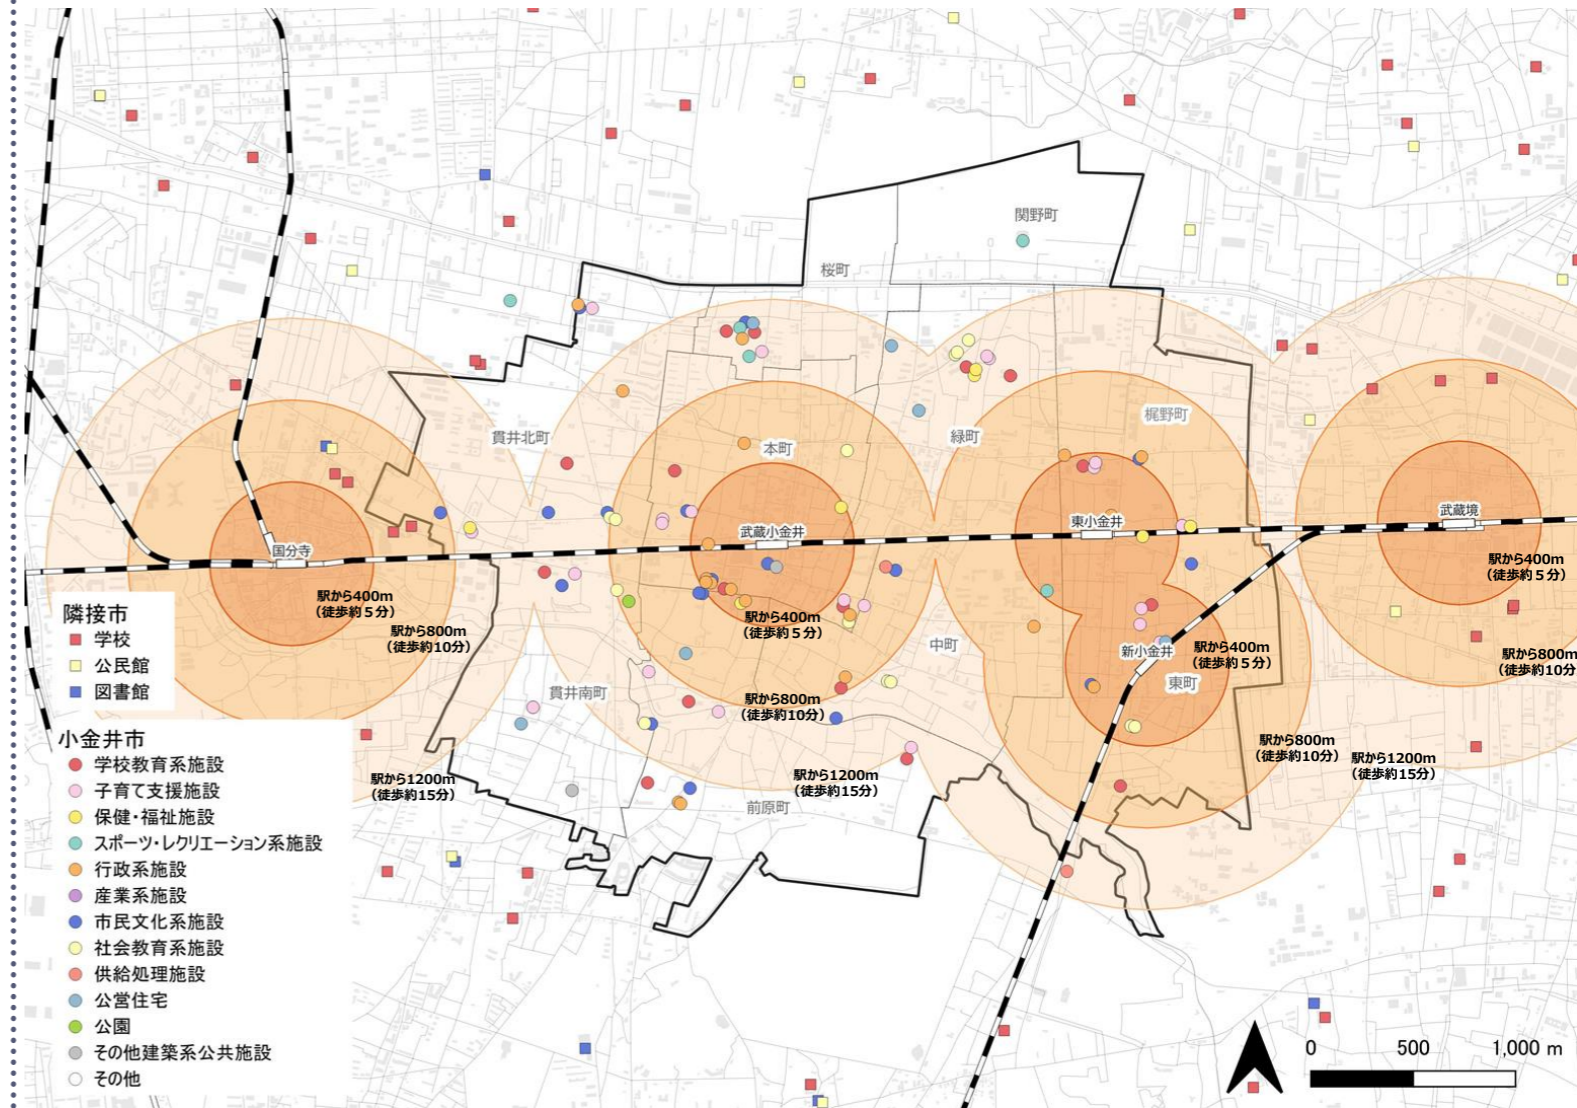 関野町
桜町
貫井北町
本町
緑町
梶野町
武蔵小金井
東小金井
武蔵境
国分寺
駅から400m
（徒歩約５分）
駅から400m
（徒歩約５分）
駅から800m
（徒歩約10分）
駅から400m
（徒歩約５分）
中町
新小金井
駅から400m
（徒歩約５分）
駅から800m
（徒歩約10分
東町
貫井南町
駅から800m
（徒歩約10分）
駅から800m
（徒歩約10分）
駅から1200m
（徒歩約15分）
駅から1200m
（徒歩約15分）
駅から1200m
（徒歩約15分）
前原町
隣接市
学校
公民館
図書館
小金井市
学校教育系施設
子育て支援施設
保健・福祉施設
スポーツ・レクリエーション系施設
行政系施設
産業系施設
市民文化系施設
社会教育系施設
供給処理施設
公営住宅
公園
その他建築系公共施設
その他
0 500 1,000 m